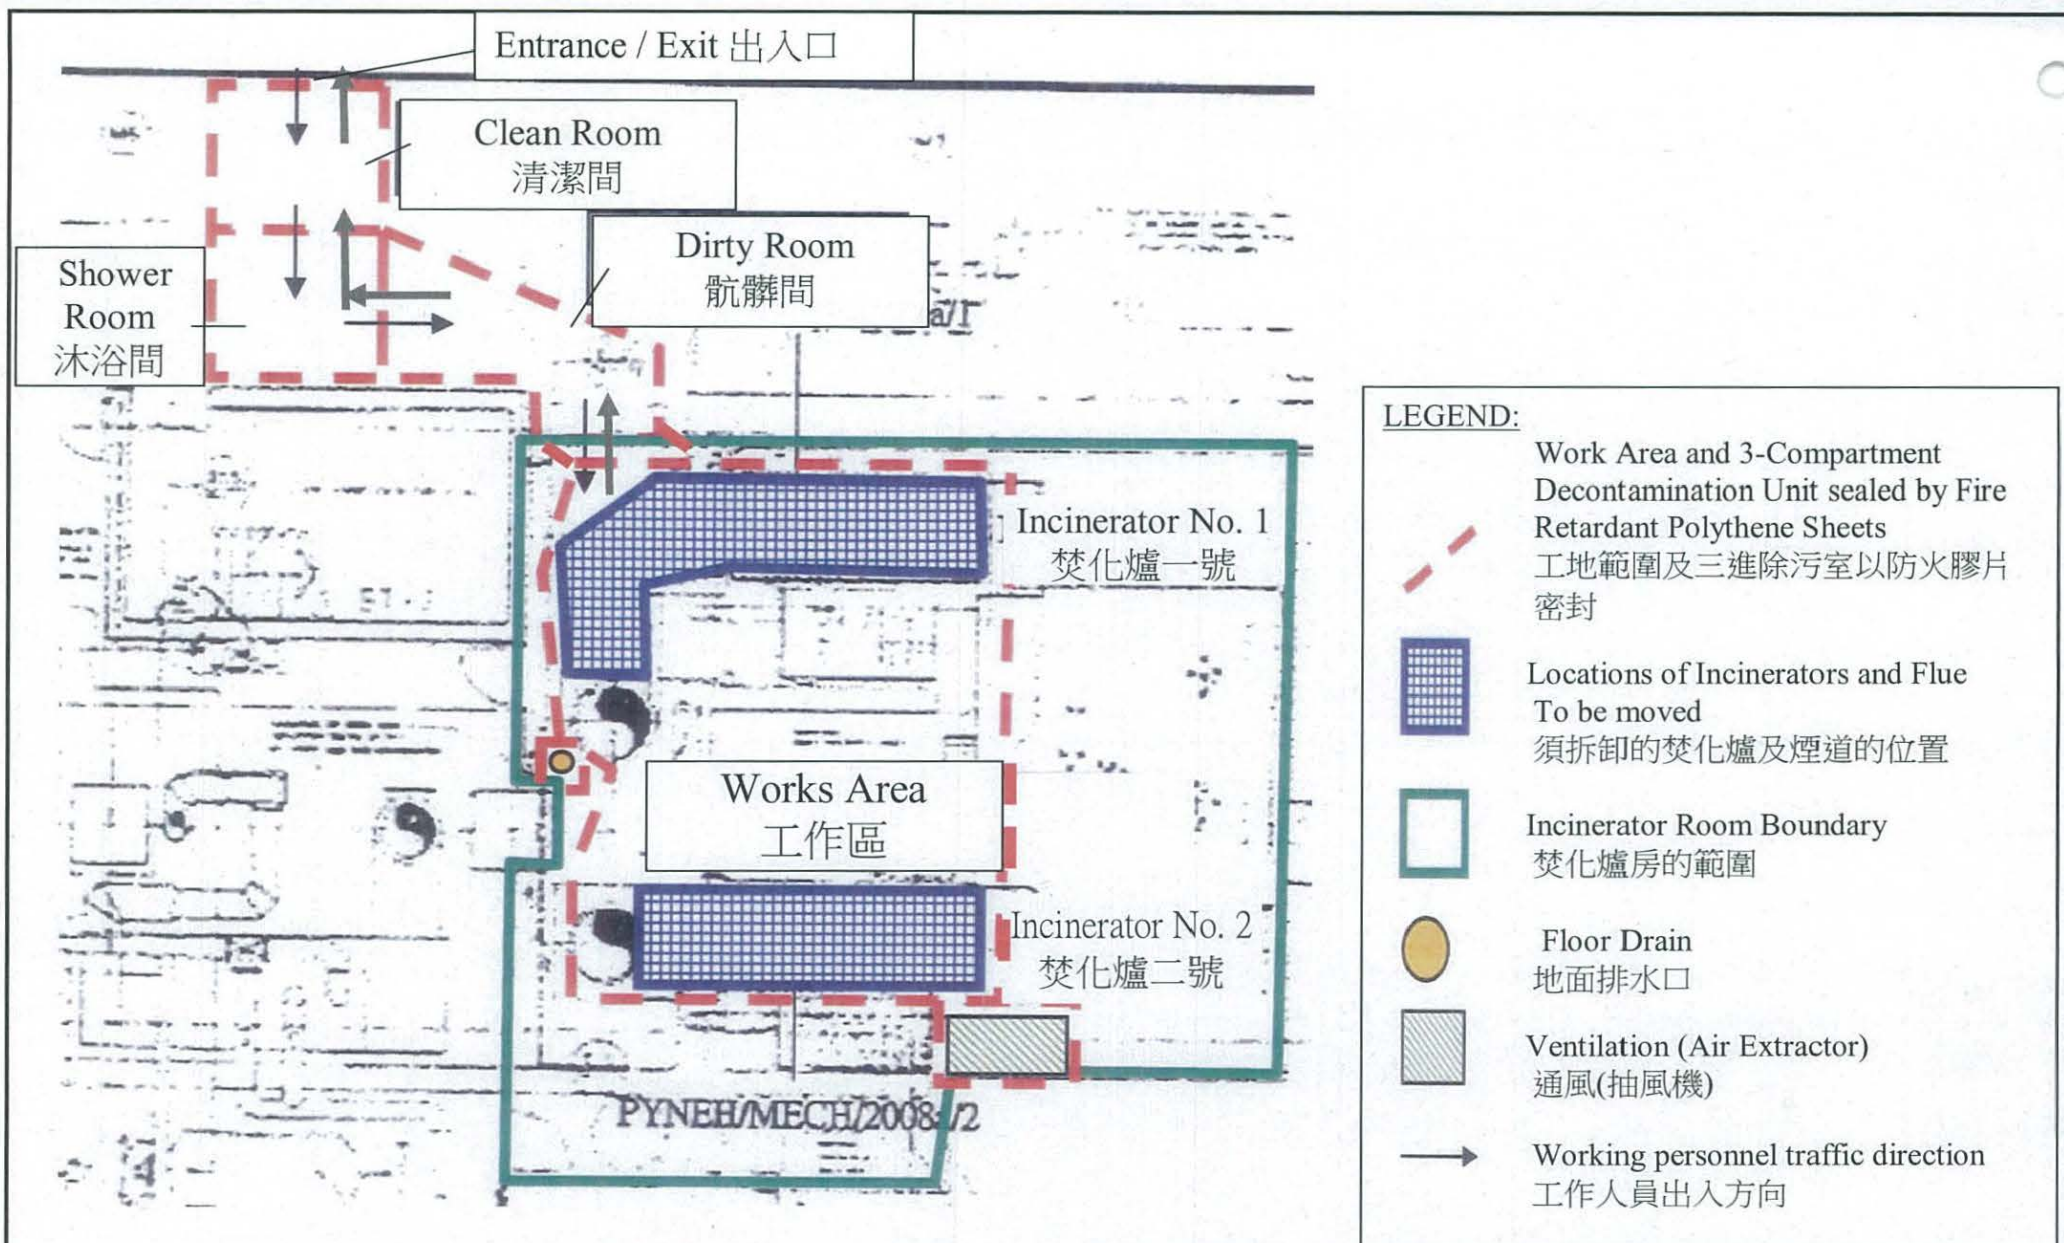 Entrance / Exit 出入口
Clean Room
清潔間
Dirty Room
骯髒間
Shower
Room
沐浴間
a/1
Incinerator No. 1
焚化爐一號
Works Area
工作區
Incinerator No. 2
焚化爐二號
LEGEND:
Work Area and 3-Compartment
Decontamination Unit sealed by Fire
Retardant Polythene Sheets
工地範圍及三進除污室以防火膠片
密封
Locations of Incinerators and Flue
To be moved
須拆卸的焚化爐及煙道的位置
Incinerator Room Boundary
焚化爐房的範圍
Floor Drain
地面排水口
Ventilation (Air Extractor)
通風(抽風機)
Working personnel traffic direction
工作人員出入方向